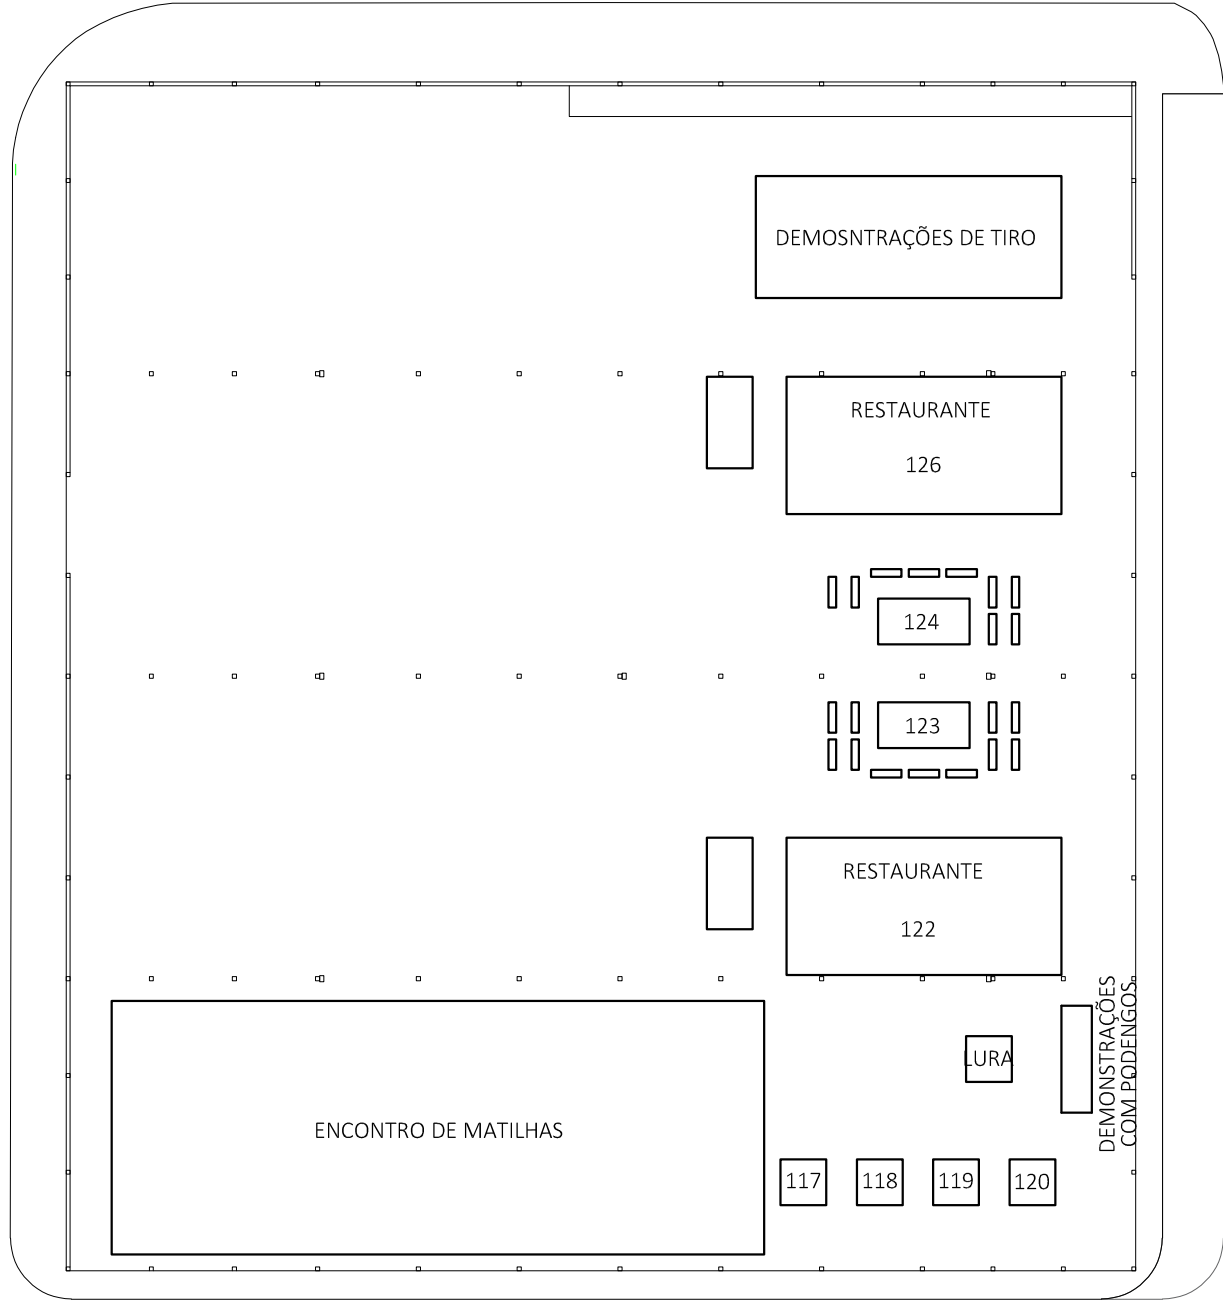 DEMOSNTRAÇÕES DE TIRO
RESTAURANTE
126
124
123
RESTAURANTE
122
DEMONSTRAÇÕES
COM PODENGOS
LURA
ENCONTRO DE MATILHAS
117
118
119
120